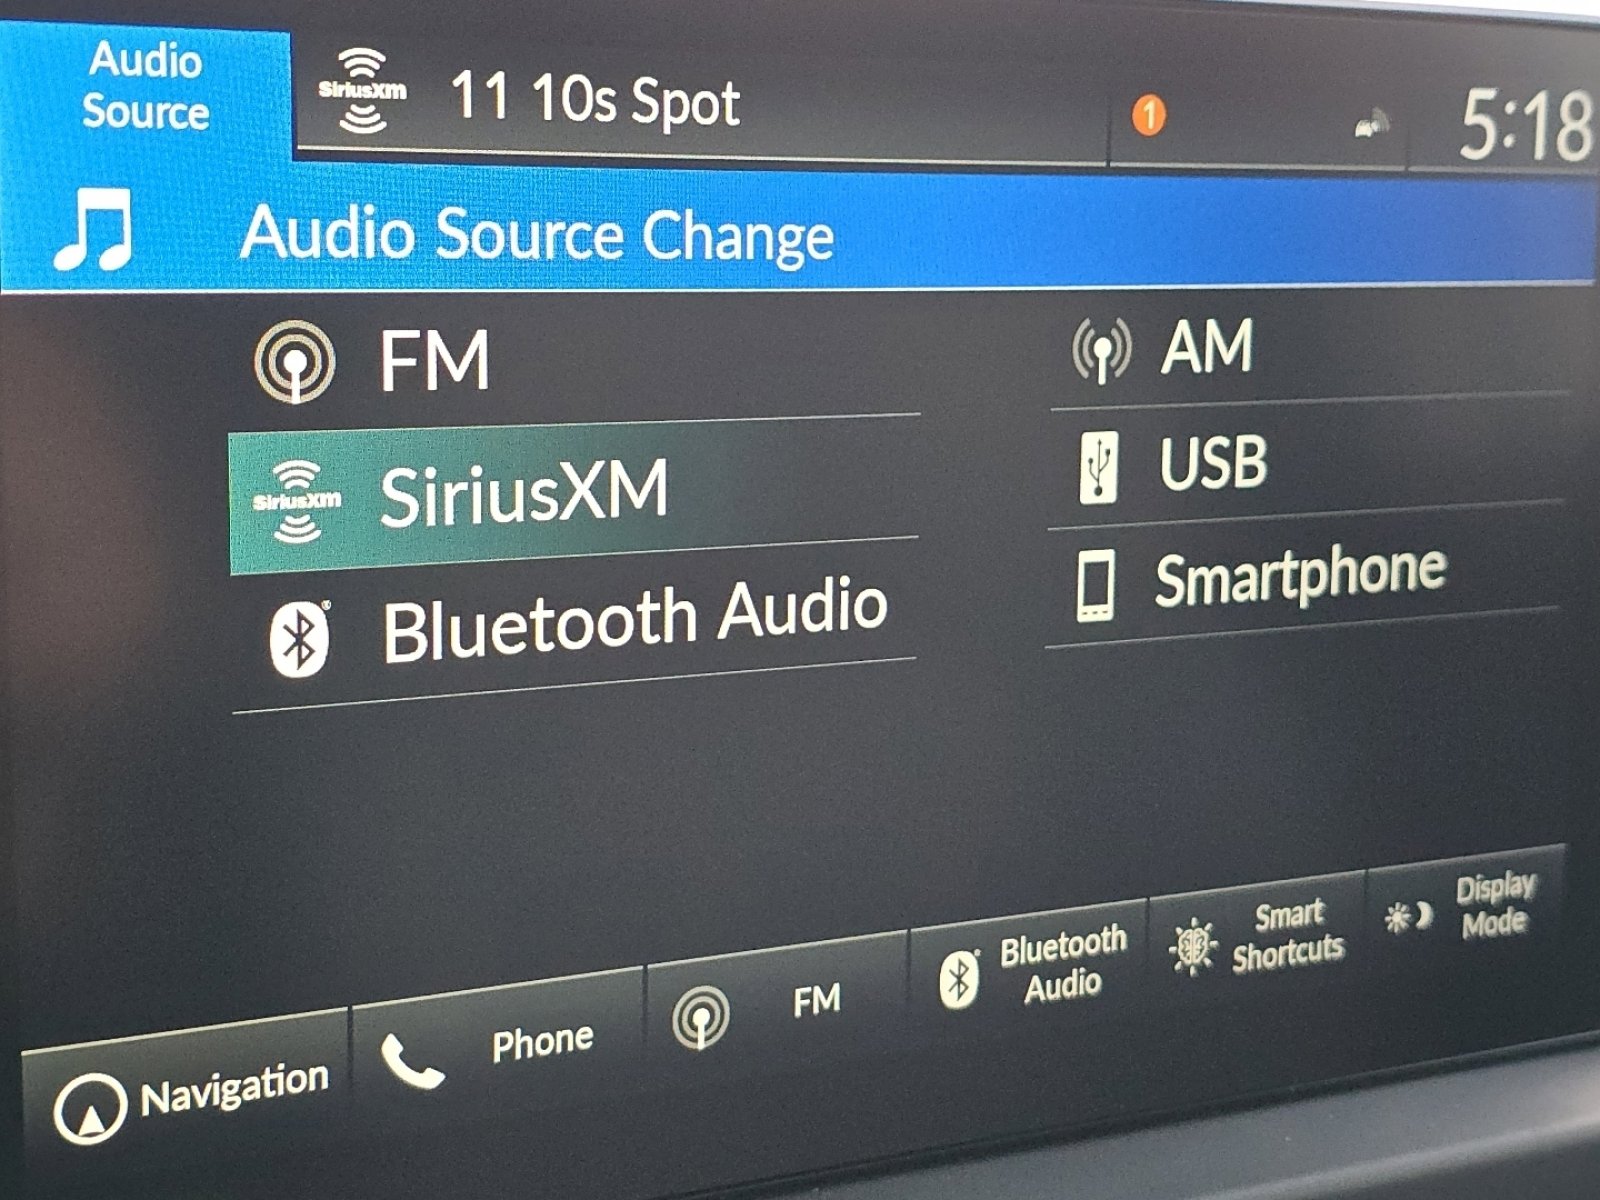 Audio
Source
SiriusXM
11 10s Spot
1
5:18
Audio Source Change
FM
AM
SiriusXM
SiriusXM
USB
Bluetooth Audio
Smartphone
Navigation
Phone
FM
Bluetooth
Audio
Smart
Shortcuts
Display
Mode